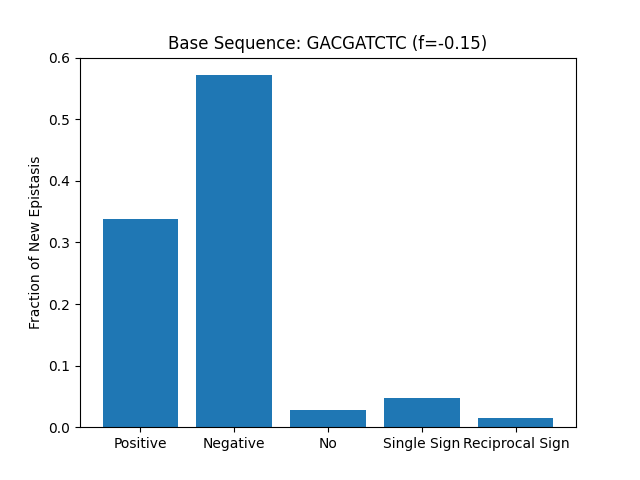 Base Sequence: GACGATCTC (f=-0.15)
Fraction of New Epistasis
0.6
0.5
0.4
0.3
0.2
0.1
0.0
Positive Negative No Single Sign Reciprocal Sign